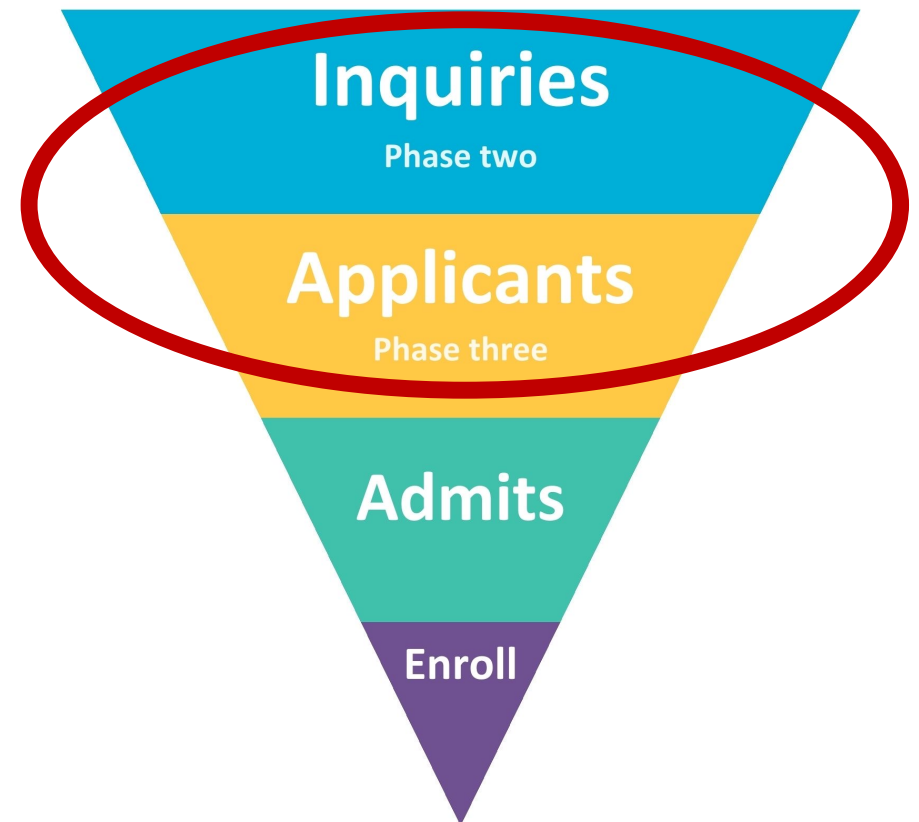 Inquiries
Phase two
Applicants
Phase three
Admits
Enroll